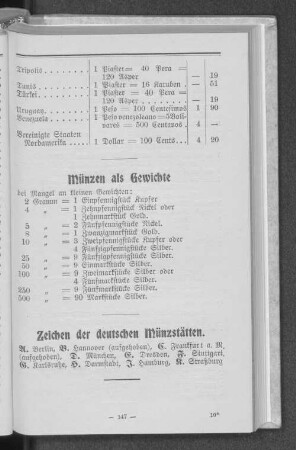 Tripolis . . . . . . . . 1 Piaster = 40 Pera =
120 Asper — 19
Tunis . . . . . . . . . 1 Piaster = 16 Karuben . — 51
Türkei . . . . . . . . . 1 Piaster = 40 Pera =
120 Asper . . . . . . — 19
Uruguay . . . . . . . 1 Peso = 100 Centesimos 1 90
Venezuela . . . . . . 1 Peso venezolano = 5 Boli-
vares = 500 Centavos 4 —
Vereinigte Staaten
Nordamerika . . . 1 Dollar = 100 Cents . . . 4 20
Münzen als Gewichte
bei Mangel an kleinen Gewichten:
2 Gramm = 1 Einpfennigstück Kupfer
4 „ = 1 Zehnpfennigstück Nickel oder
1 Zehnmarkstück Gold.
5 „ = 2 Fünfpfennigstücke Nickel.
8 „ = 1 Zwanzigmarkstück Gold.
10 „ = 3 Zweipfennigstücke Kupfer oder
4 Fünfzigpfennigstücke Silber.
25 „ = 9 Fünfzigpfennigstücke Silber.
50 „ = 9 Einmarkstücke Silber.
100 „ = 9 Zweimarkstücke Silber oder
4 Fünfmarkstücke Silber.
250 „ = 9 Fünfmarkstücke Silber.
500 „ = 90 Markstücke Silber.
Zeichen der deutschen Münzstätten.
A. Berlin, B. Hannover (aufgehoben), C. Frankfurt a. M.
(aufgehoben), D. München, E. Dresden, F. Stuttgart,
G. Karlsruhe, H. Darmstadt, J. Hamburg, K. Straßburg
— 147 — 10*